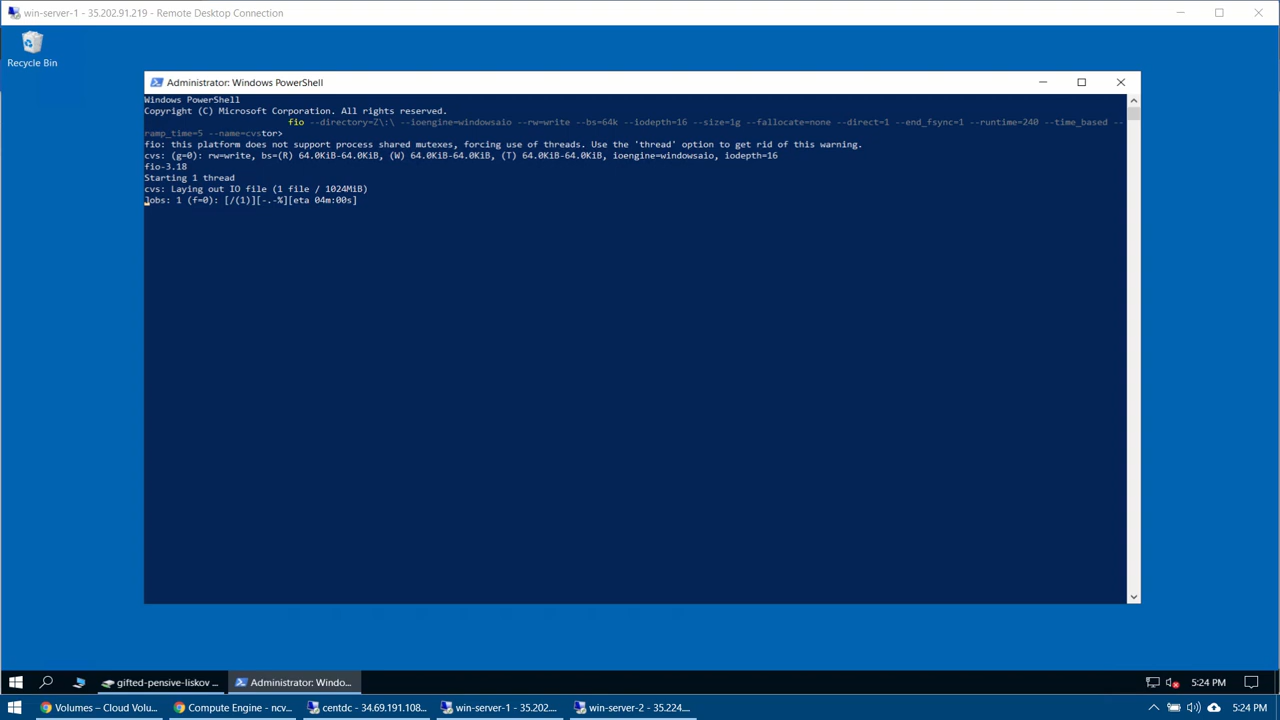 win-server-1 - 35.202.91.219 - Remote Desktop Connection
Recycle Bin
Administrator: Windows PowerShell
Windows PowerShell
Copyright (C) Microsoft Corporation. All rights reserved.
fio --directory=Z\:\ --ioengine=windowsaio --rw=write --bs=64k --iodepth=16 --size=1g --fallocate=none --direct=1 --end_fsync=1 --runtime=240 --time_based --
ramp_time=5 --name=cvstor>
fio: this platform does not support process shared mutexes, forcing use of threads. Use the 'thread' option to get rid of this warning.
cvs: (g=0): rw=write, bs=(R) 64.0KiB-64.0KiB, (W) 64.0KiB-64.0KiB, (T) 64.0KiB-64.0KiB, ioengine=windowsaio, iodepth=16
fio-3.18
Starting 1 thread
cvs: Laying out IO file (1 file / 1024MiB)
Jobs: 1 (f=0): [/(1)][-.-%][eta 04m:00s]
gifted-pensive-liskov ...
Administrator: Windo...
5:24 PM
Volumes – Cloud Volu...
Compute Engine - ncv...
centdc - 34.69.191.108...
win-server-1 - 35.202....
win-server-2 - 35.224....
5:24 PM